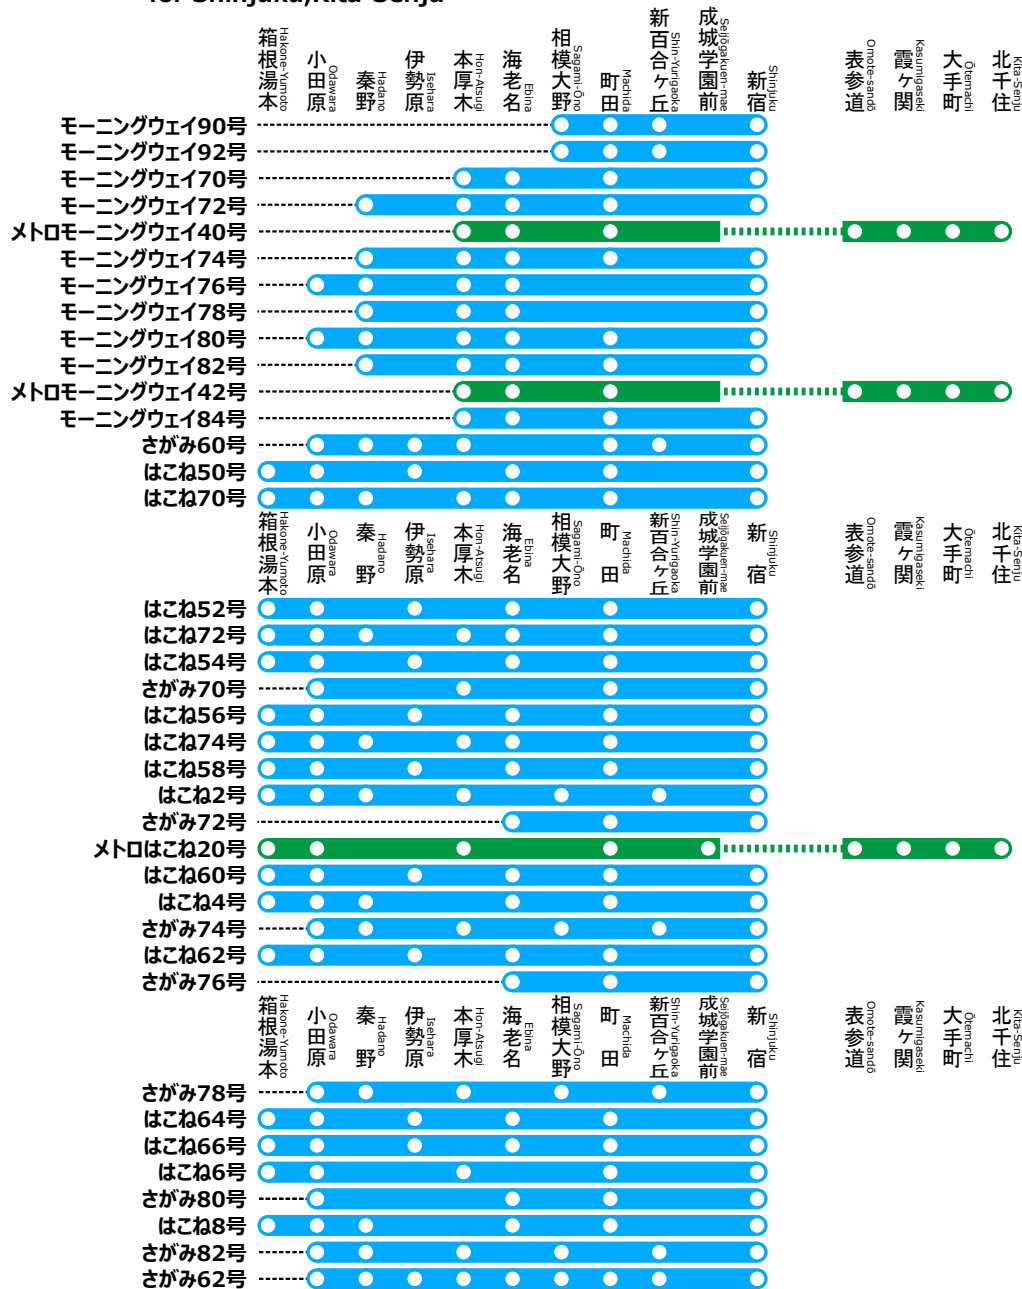 for Shinjuku,Kita-Senju
箱根湯本 Hakone-Yumoto
小田原 Odawara
秦野 Hadano
伊勢原 Isehara
本厚木 Hon-Atsugi
海老名 Ebina
相模大野 Sagami-Ōno
町田 Machida
新百合ヶ丘 Shin-Yurigaoka
成城学園前 Seijōgakuen-mae
新宿 Shinjuku
表参道 Omote-sandō
霞ヶ関 Kasumigaseki
大手町 Ōtemachi
北千住 Kita-Senju
モーニングウェイ90号
モーニングウェイ92号
モーニングウェイ70号
モーニングウェイ72号
メトロモーニングウェイ40号
モーニングウェイ74号
モーニングウェイ76号
モーニングウェイ78号
モーニングウェイ80号
モーニングウェイ82号
メトロモーニングウェイ42号
モーニングウェイ84号
さがみ60号
はこね50号
はこね70号
箱根湯本 Hakone-Yumoto
小田原 Odawara
秦野 Hadano
伊勢原 Isehara
本厚木 Hon-Atsugi
海老名 Ebina
相模大野 Sagami-Ōno
町田 Machida
新百合ヶ丘 Shin-Yurigaoka
成城学園前 Seijōgakuen-mae
新宿 Shinjuku
表参道 Omote-sandō
霞ヶ関 Kasumigaseki
大手町 Ōtemachi
北千住 Kita-Senju
はこね52号
はこね72号
はこね54号
さがみ70号
はこね56号
はこね74号
はこね58号
はこね2号
さがみ72号
メトロはこね20号
はこね60号
はこね4号
さがみ74号
はこね62号
さがみ76号
箱根湯本 Hakone-Yumoto
小田原 Odawara
秦野 Hadano
伊勢原 Isehara
本厚木 Hon-Atsugi
海老名 Ebina
相模大野 Sagami-Ōno
町田 Machida
新百合ヶ丘 Shin-Yurigaoka
成城学園前 Seijōgakuen-mae
新宿 Shinjuku
表参道 Omote-sandō
霞ヶ関 Kasumigaseki
大手町 Ōtemachi
北千住 Kita-Senju
さがみ78号
はこね64号
はこね66号
はこね6号
さがみ80号
はこね8号
さがみ82号
さがみ62号